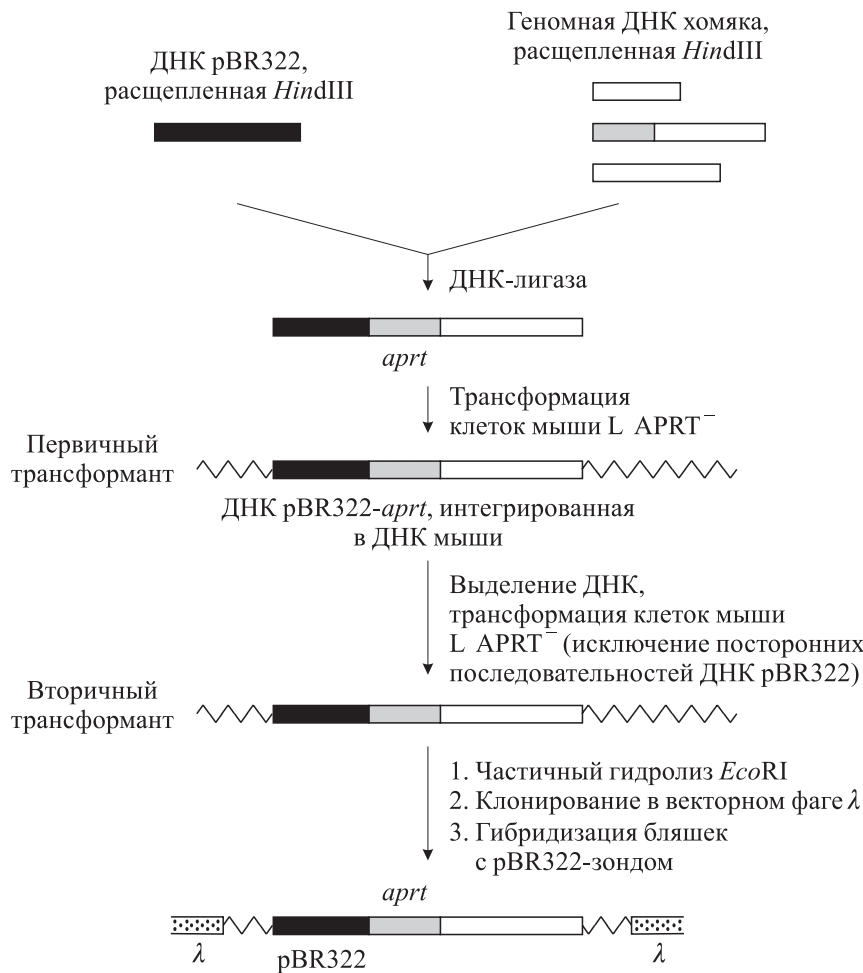 ДНК pBR322,
расщепленная HindIII
Геномная ДНК хомяка,
расщепленная HindIII
ДНК-лигаза
aprt
Трансформация
клеток мыши L APRT⁻
Первичный
трансформант
ДНК pBR322-aprt, интегрированная
в ДНК мыши
Выделение ДНК,
трансформация клеток мыши
L APRT⁻ (исключение посторонних
последовательностей ДНК pBR322)
Вторичный
трансформант
1. Частичный гидролиз EcoRI
2. Клонирование в векторном фаге λ
3. Гибридизация бляшек
с pBR322-зондом
aprt
λ
pBR322
λ